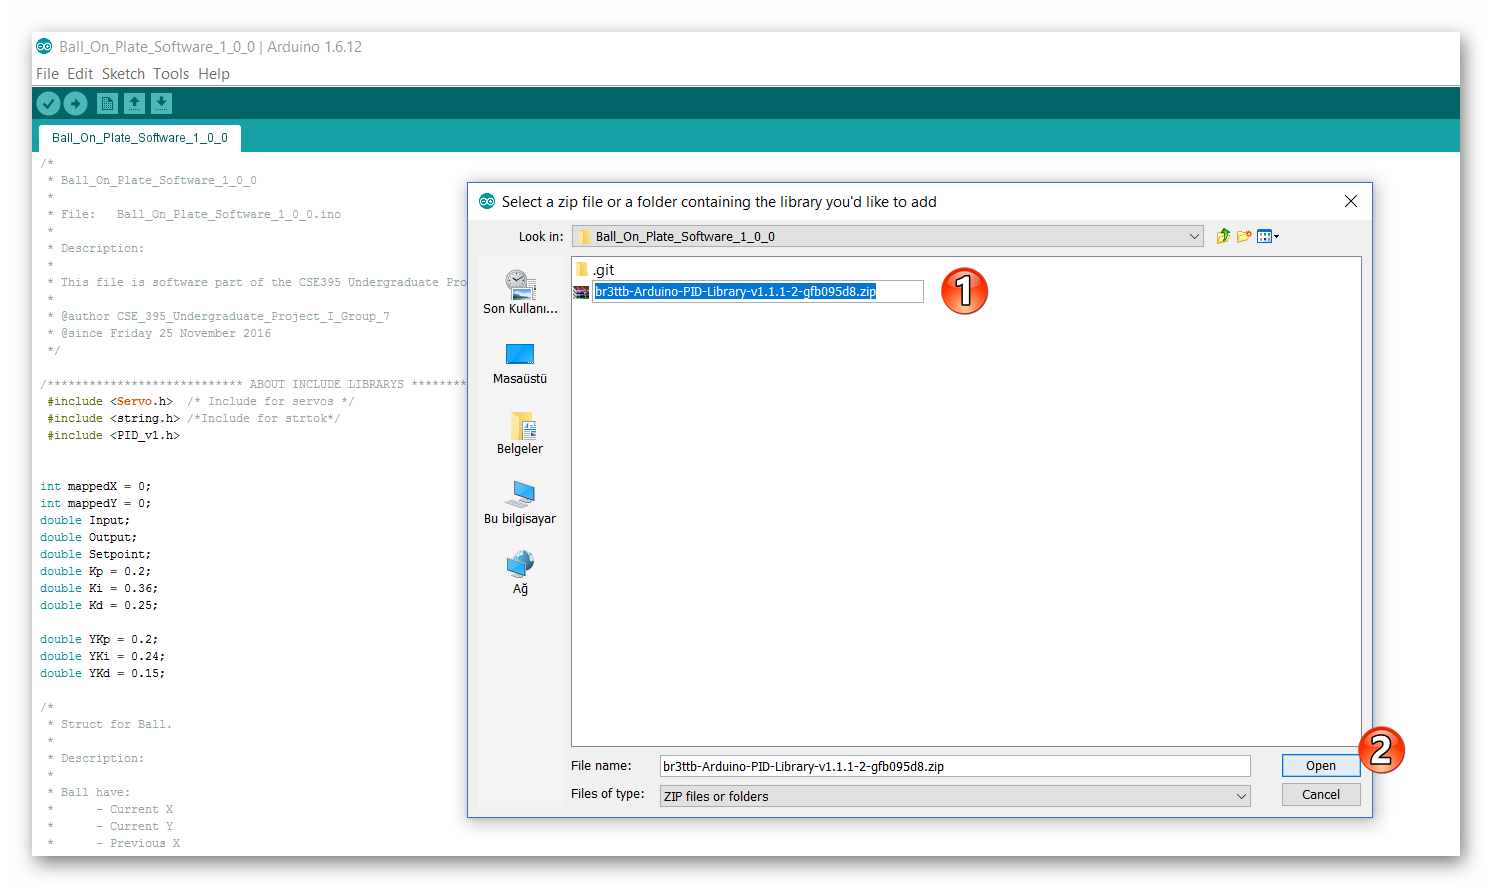 Ball_On_Plate_Software_1_0_0 | Arduino 1.6.12
File Edit Sketch Tools Help
Ball_On_Plate_Software_1_0_0
/*
* Ball_On_Plate_Software_1_0_0
*
* File:   Ball_On_Plate_Software_1_0_0.ino
*
* Description:
*
* This file is software part of the CSE395 Undergraduate Pro
*
* @author CSE_395_Undergraduate_Project_I_Group_7
* @since Friday 25 November 2016
*/
/**************************** ABOUT INCLUDE LIBRARYS ********
#include <Servo.h>  /* Include for servos */
#include <string.h> /*Include for strtok*/
#include <PID_v1.h>
int mappedX = 0;
int mappedY = 0;
double Input;
double Output;
double Setpoint;
double Kp = 0.2;
double Ki = 0.36;
double Kd = 0.25;
double YKp = 0.2;
double YKi = 0.24;
double YKd = 0.15;
/*
* Struct for Ball.
*
* Description:
*
* Ball have:
*      - Current X
*      - Current Y
*      - Previous X
Select a zip file or a folder containing the library you'd like to add
Look in: Ball_On_Plate_Software_1_0_0
Son Kullanı...
Masaüstü
Belgeler
Bu bilgisayar
Ağ
.git
br3ttb-Arduino-PID-Library-v1.1.1-2-gfb095d8.zip
1
File name: br3ttb-Arduino-PID-Library-v1.1.1-2-gfb095d8.zip
Open
2
Files of type: ZIP files or folders
Cancel